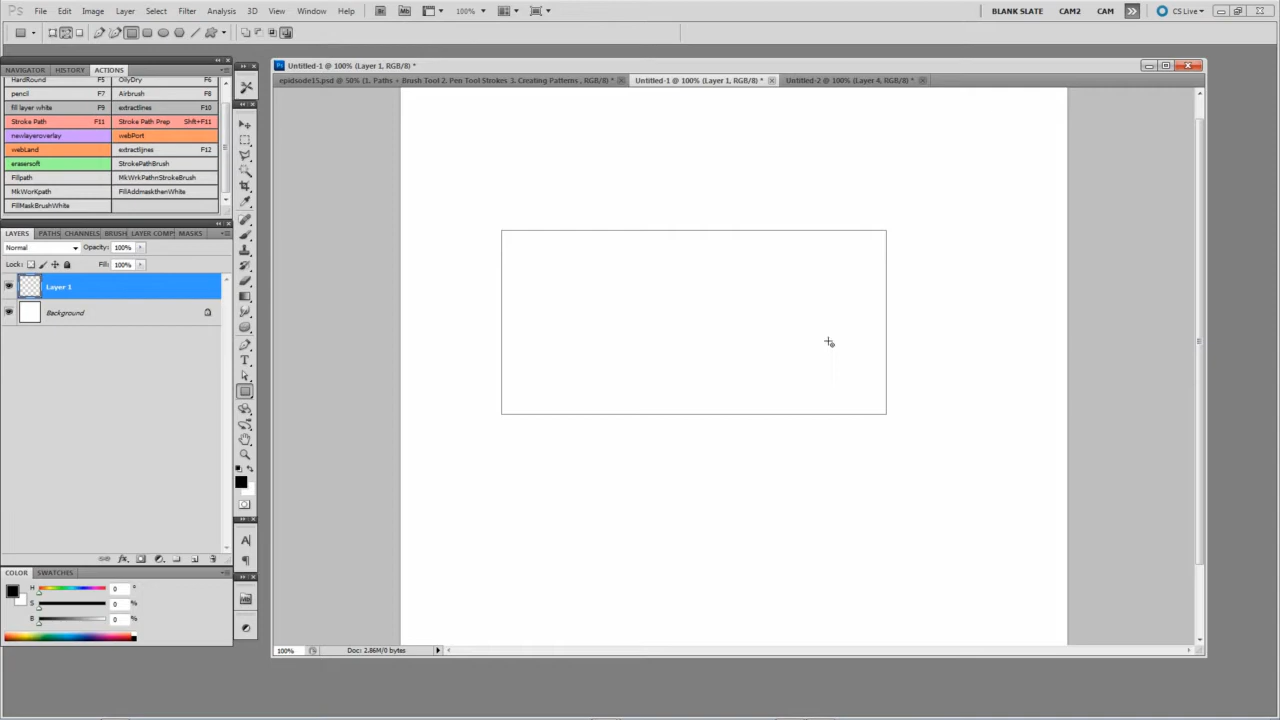 Ps File Edit Image Layer Select Filter Analysis 3D View Window Help Br Mb 100% BLANK SLATE CAM2 CAM CS Live
Untitled-1 @ 100% (Layer 1, RGB/8) *
NAVIGATOR HISTORY ACTIONS
epidsode15.psd @ 50% (1. Paths + Brush Tool 2. Pen Tool Strokes 3. Creating Patterns , RGB/8) * Untitled-1 @ 100% (Layer 1, RGB/8) * Untitled-2 @ 100% (Layer 4, RGB/8) *
HardRound F5 OilyDry F6
pencil F7 Airbrush F8
fill layer white F9 extractlines F10
Stroke Path F11 Stroke Path Prep Shft+F11
newlayeroverlay webPort
webLand extractlijnes F12
erasersoft StrokePathBrush
Fillpath MkWrkPathnStrokeBrush
MkWorKpath FillAddmaskthenWhite
FillMaskBrushWhite
LAYERS PATHS CHANNELS BRUSH LAYER COMP MASKS
Normal Opacity: 100%
Lock: Fill: 100%
Layer 1
Background
T
A
COLOR SWATCHES
H 0 °
S 0 %
B 0 %
100% Doc: 2.86M/0 bytes